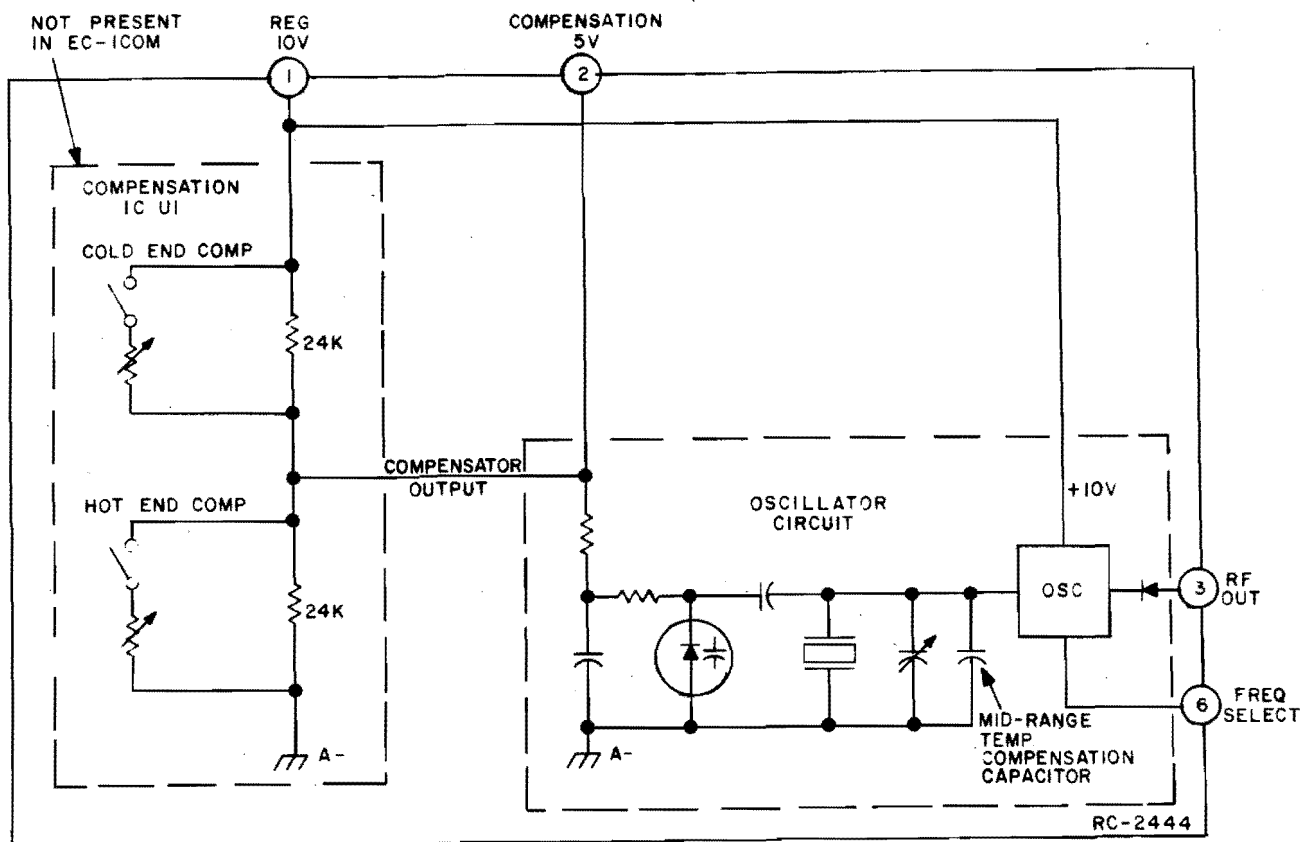 NOT PRESENT
IN EC-ICOM
REG
10V
1
COMPENSATION
5V
2
COMPENSATION
IC U1
COLD END COMP
24K
COMPENSATOR
OUTPUT
HOT END COMP
24K
A-
OSCILLATOR
CIRCUIT
+10V
OSC
3
RF
OUT
6
FREQ
SELECT
MID-RANGE
TEMP
COMPENSATION
CAPACITOR
A-
RC-2444